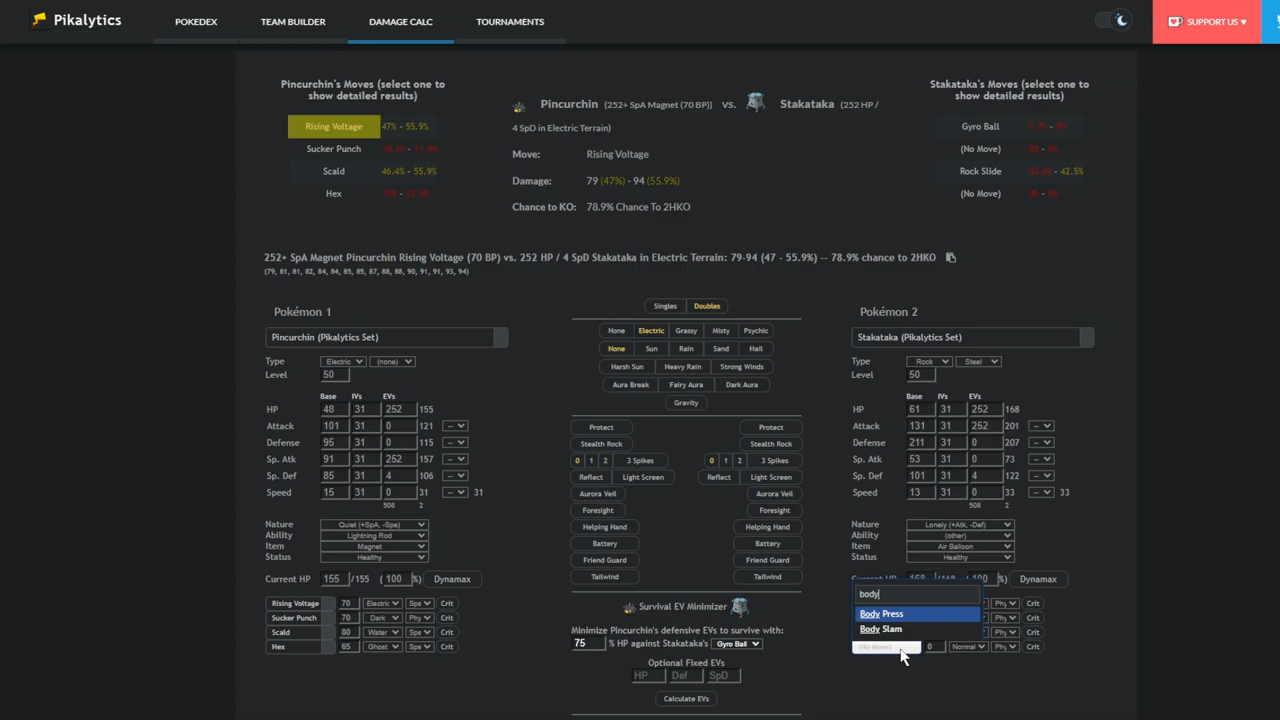 Pikalytics
POKEDEX
TEAM BUILDER
DAMAGE CALC
TOURNAMENTS
SUPPORT US ♥
Pincurchin's Moves (select one to
show detailed results)
Rising Voltage 47% - 55.9%
Sucker Punch
Scald 46.4% - 55.9%
Hex
Pincurchin (252+ SpA Magnet (70 BP)) vs. Stakataka (252 HP /
4 SpD in Electric Terrain)
Move: Rising Voltage
Damage: 79 (47%) - 94 (55.9%)
Chance to KO: 78.9% Chance To 2HKO
Stakataka's Moves (select one to
show detailed results)
Gyro Ball
(No Move) 0% - 0%
Rock Slide - 42.5%
(No Move) 0% - 0%
252+ SpA Magnet Pincurchin Rising Voltage (70 BP) vs. 252 HP / 4 SpD Stakataka in Electric Terrain: 79-94 (47 - 55.9%) -- 78.9% chance to 2HKO
(79, 81, 81, 82, 84, 84, 85, 85, 87, 88, 88, 90, 91, 91, 93, 94)
Pokémon 1
Pincurchin (Pikalytics Set)
Type Electric (none)
Level 50
Base IVs EVs
HP 48 31 252 155
Attack 101 31 0 121 --
Defense 95 31 0 115 --
Sp. Atk 91 31 252 157 --
Sp. Def 85 31 4 106 --
Speed 15 31 0 31 -- 31
508 2
Nature Quiet (+SpA, -Spe)
Ability Lightning Rod
Item Magnet
Status Healthy
Current HP 155 /155 ( 100 %) Dynamax
Rising Voltage 70 Electric Spe Crit
Sucker Punch 70 Dark Phy Crit
Scald 80 Water Spe Crit
Hex 65 Ghost Spe Crit
Singles Doubles
None Electric Grassy Misty Psychic
None Sun Rain Sand Hail
Harsh Sun Heavy Rain Strong Winds
Aura Break Fairy Aura Dark Aura
Gravity
Protect Protect
Stealth Rock Stealth Rock
0 1 2 3 Spikes 0 1 2 3 Spikes
Reflect Light Screen Reflect Light Screen
Aurora Veil Aurora Veil
Foresight Foresight
Helping Hand Helping Hand
Battery Battery
Friend Guard Friend Guard
Tailwind Tailwind
Survival EV Minimizer
Minimize Pincurchin's defensive EVs to survive with:
75 % HP against Stakataka's Gyro Ball
Optional Fixed EVs
HP Def SpD
Calculate EVs
Pokémon 2
Stakataka (Pikalytics Set)
Type Rock Steel
Level 50
Base IVs EVs
HP 61 31 252 168
Attack 131 31 252 201 --
Defense 211 31 0 207 --
Sp. Atk 53 31 0 73 --
Sp. Def 101 31 4 122 --
Speed 13 31 0 33 -- 33
508 2
Nature Lonely (+Atk, -Def)
Ability (other)
Item Air Balloon
Status Healthy
Current HP 168 /168 ( 100 %) Dynamax
body
Body Press
Body Slam
Phy Crit
Phy Crit
Phy Crit
(No Move) 0 Normal Phy Crit